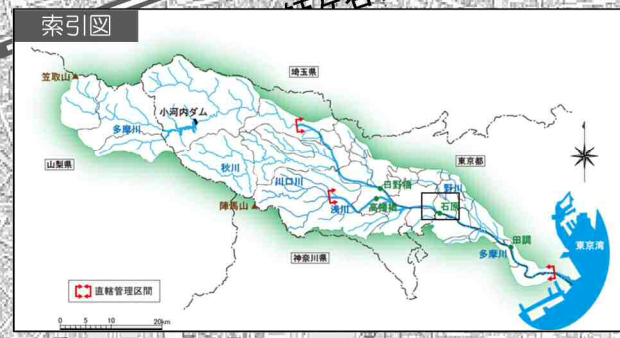 索引図
笠取山
埼玉県
小河内ダム
多摩川
山梨県
秋川
東京都
日野橋
野川
川口川
石原
浅川
高幡橋
陣馬山
田調
多摩川
東京湾
神奈川県
直轄管理区間
0 5 10 20km